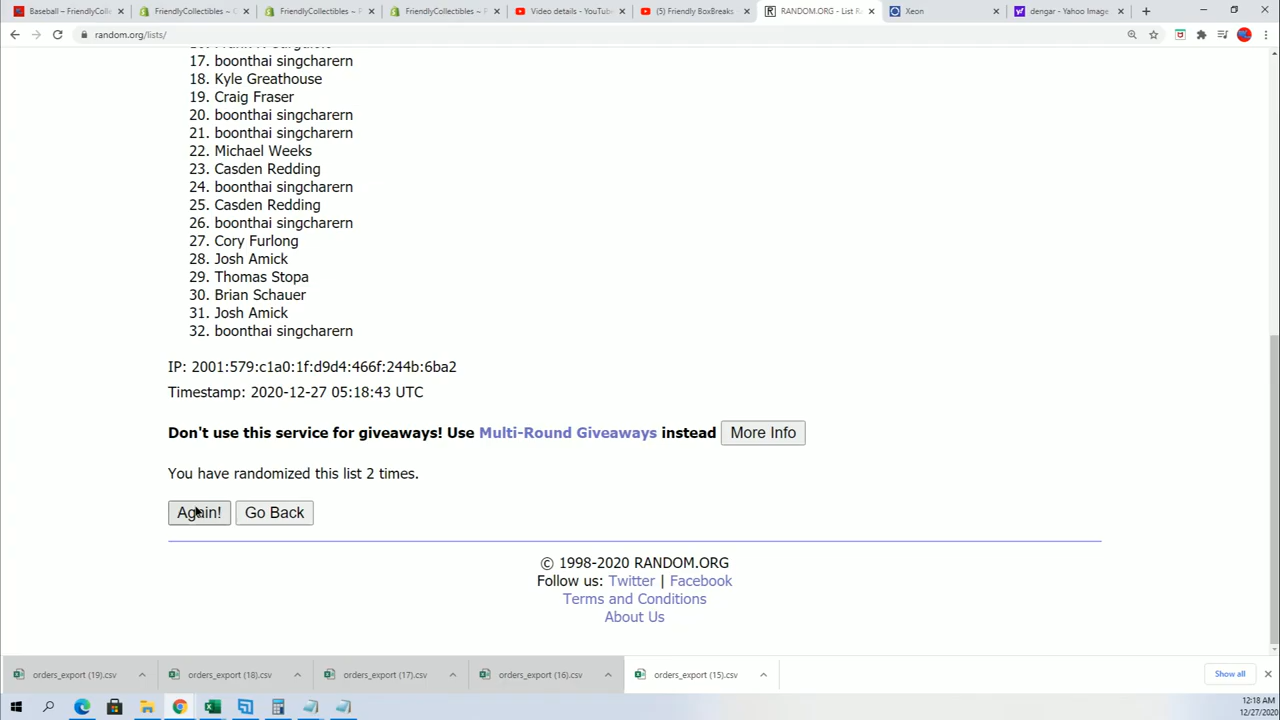 Baseball ~ FriendlyColl
FriendlyCollectibles ~ C
FriendlyCollectibles ~ P
FriendlyCollectibles ~ P
Video details - YouTube
(5) Friendly BoxBreaks
RANDOM.ORG - List R
Xeon
dengar - Yahoo Image
random.org/lists/
17. boonthai singcharern
18. Kyle Greathouse
19. Craig Fraser
20. boonthai singcharern
21. boonthai singcharern
22. Michael Weeks
23. Casden Redding
24. boonthai singcharern
25. Casden Redding
26. boonthai singcharern
27. Cory Furlong
28. Josh Amick
29. Thomas Stopa
30. Brian Schauer
31. Josh Amick
32. boonthai singcharern
IP: 2001:579:c1a0:1f:d9d4:466f:244b:6ba2
Timestamp: 2020-12-27 05:18:43 UTC
Don't use this service for giveaways! Use Multi-Round Giveaways instead More Info
You have randomized this list 2 times.
Again! Go Back
© 1998-2020 RANDOM.ORG
Follow us: Twitter | Facebook
Terms and Conditions
About Us
orders_export (19).csv
orders_export (18).csv
orders_export (17).csv
orders_export (16).csv
orders_export (15).csv
Show all
12:18 AM
12/27/2020